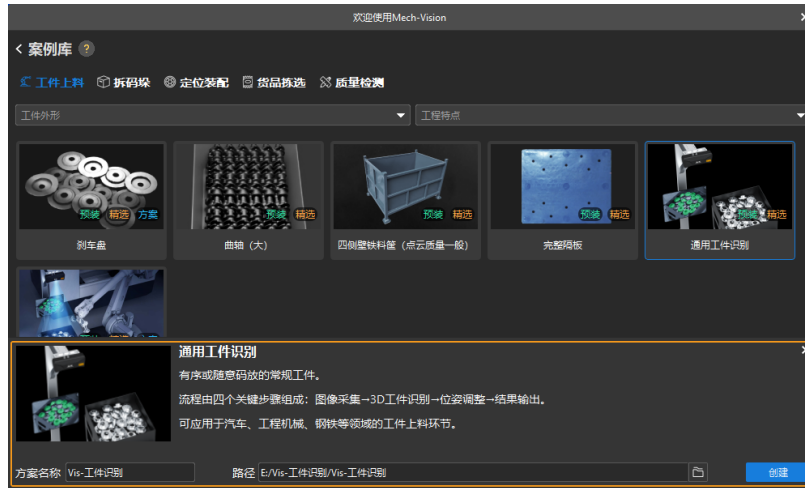 欢迎使用Mech-Vision
案例库 ?
工件上料 拆码垛 定位装配 货品拣选 质量检测
工件外形 工程特点
预装 精选 方案 预装 精选 预装 精选 预装 精选 预装 精选
刹车盘 曲轴（大） 四侧壁铁料筐（点云质量一般） 完整隔板 通用工件识别
通用工件识别
有序或随意码放的常规工件。
流程由四个关键步骤组成：图像采集→3D工件识别→位姿调整→结果输出。
可应用于汽车、工程机械、钢铁等领域的工件上料环节。
方案名称 Vis-工件识别 路径 E:/Vis-工件识别/Vis-工件识别 创建